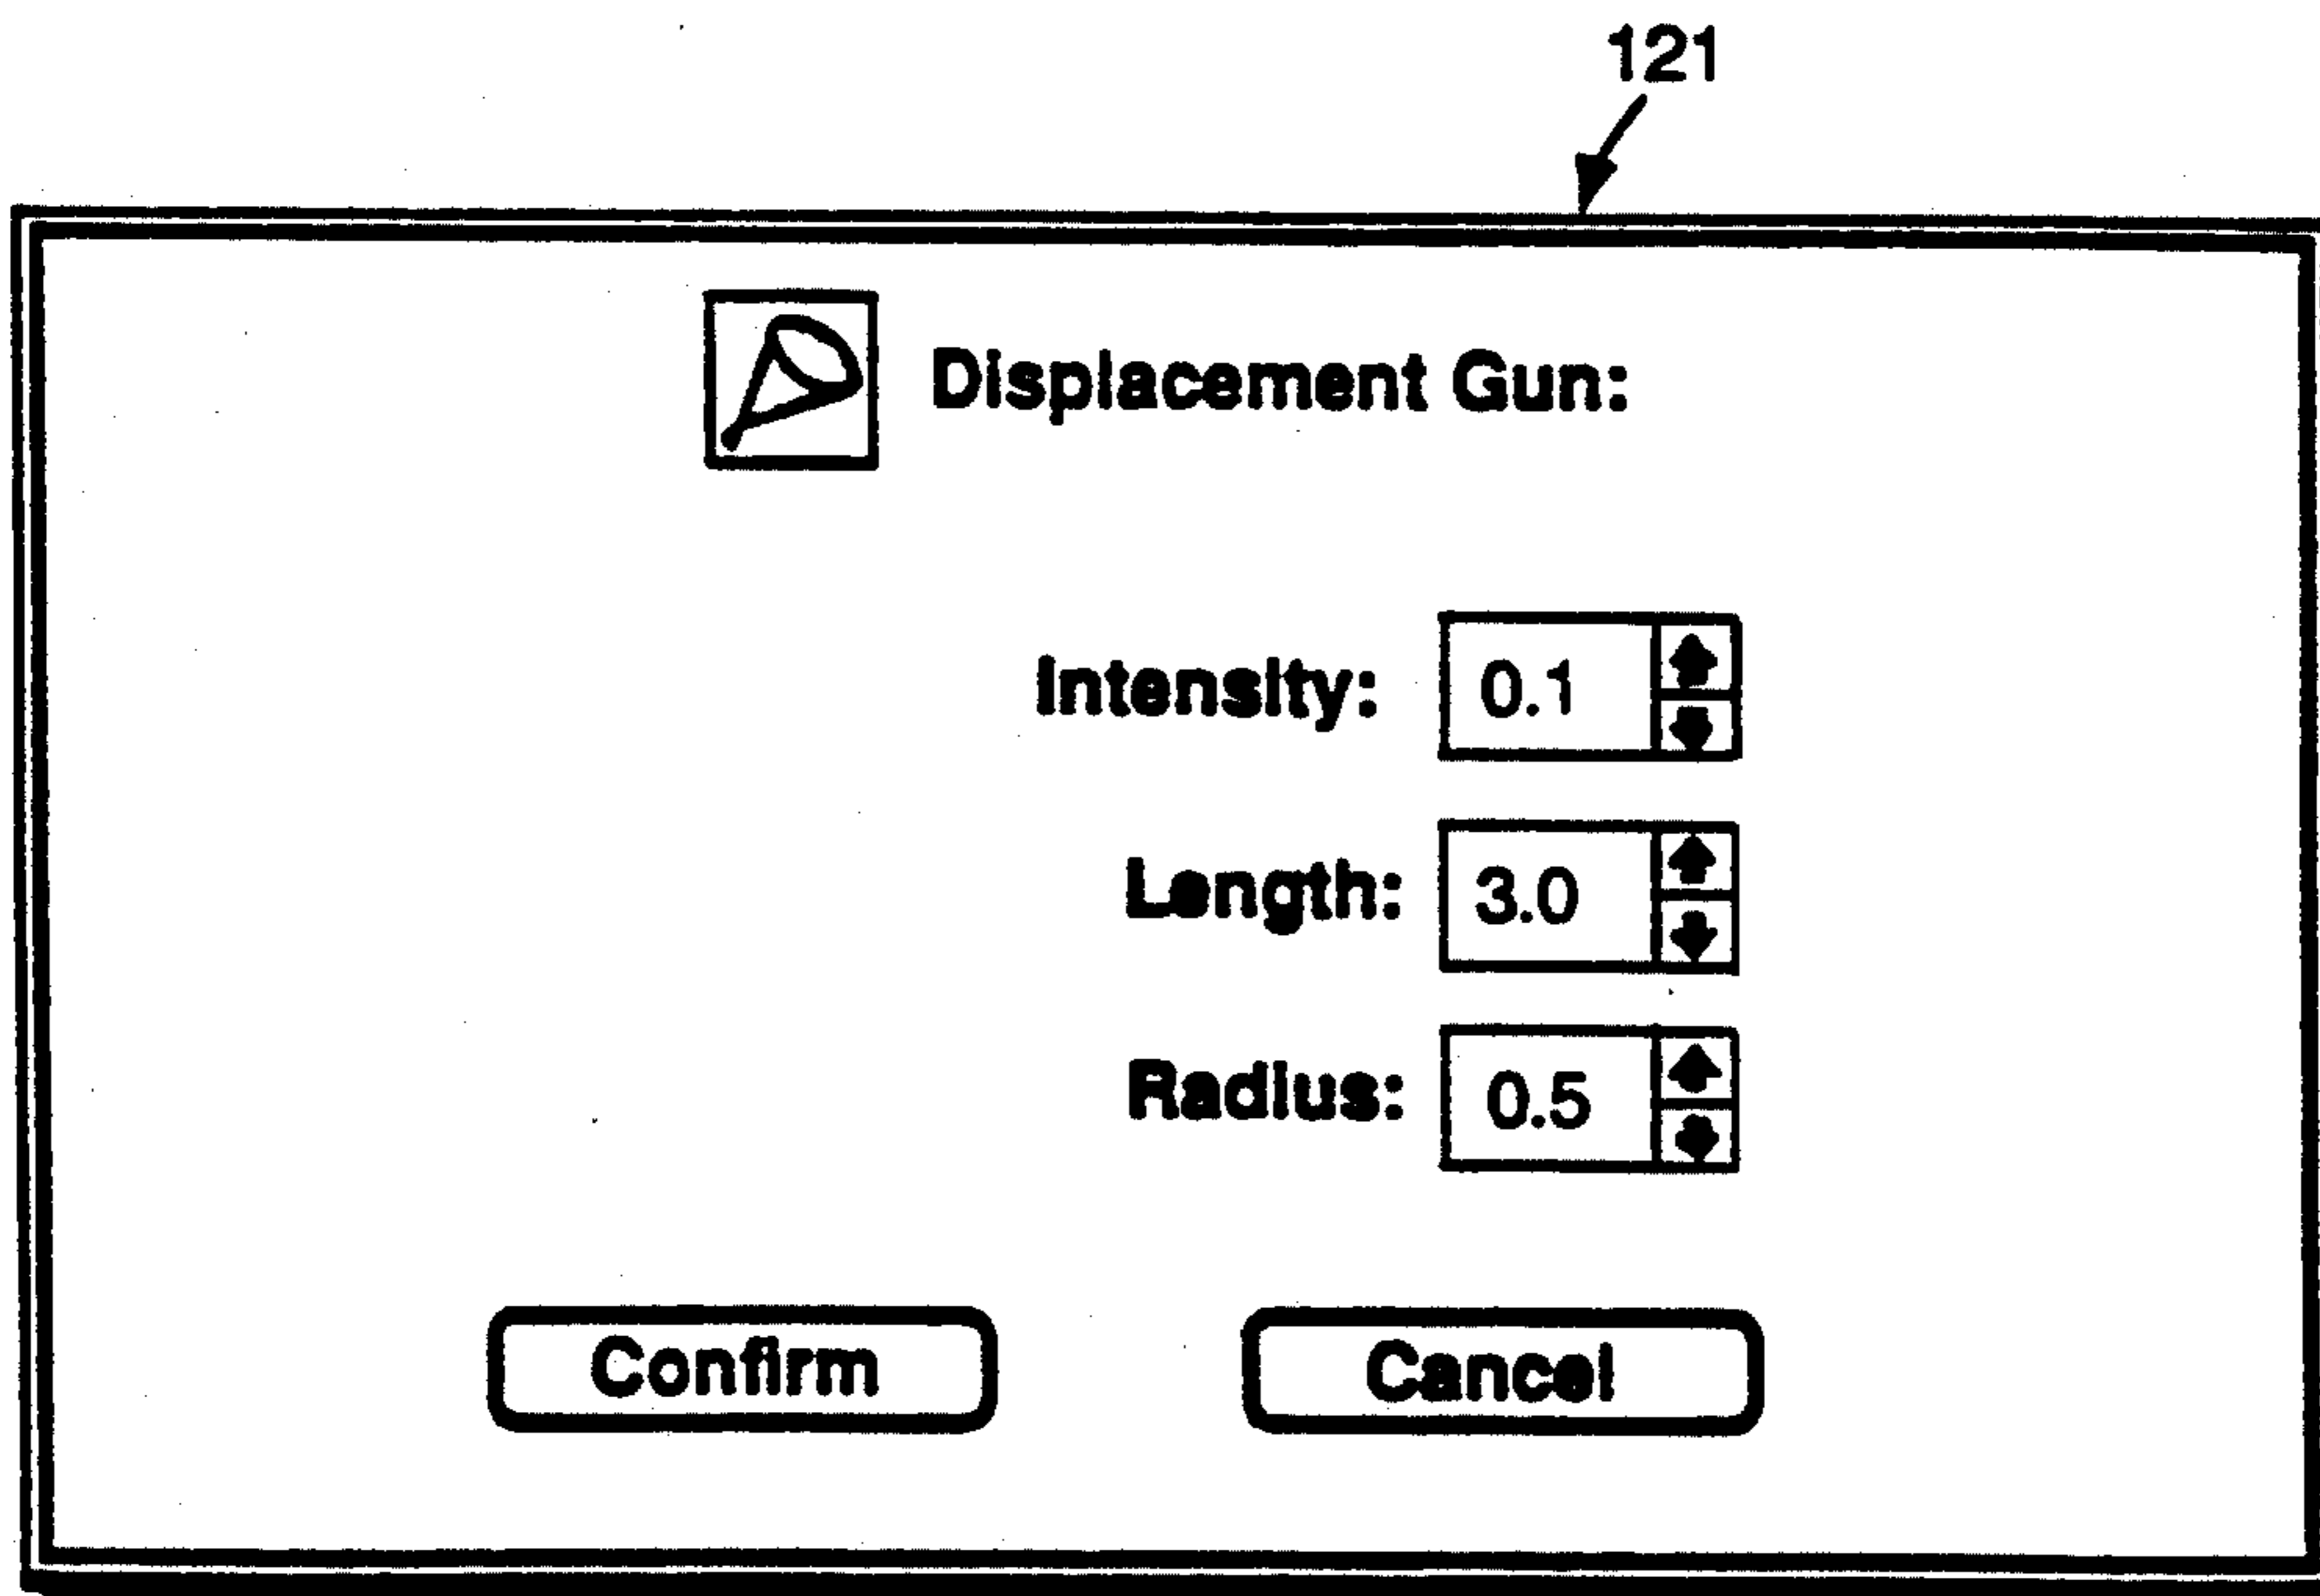 121
Displacement Gun:
Intensity: 0.1
Length: 3.0
Radius: 0.5
Confirm Cancel